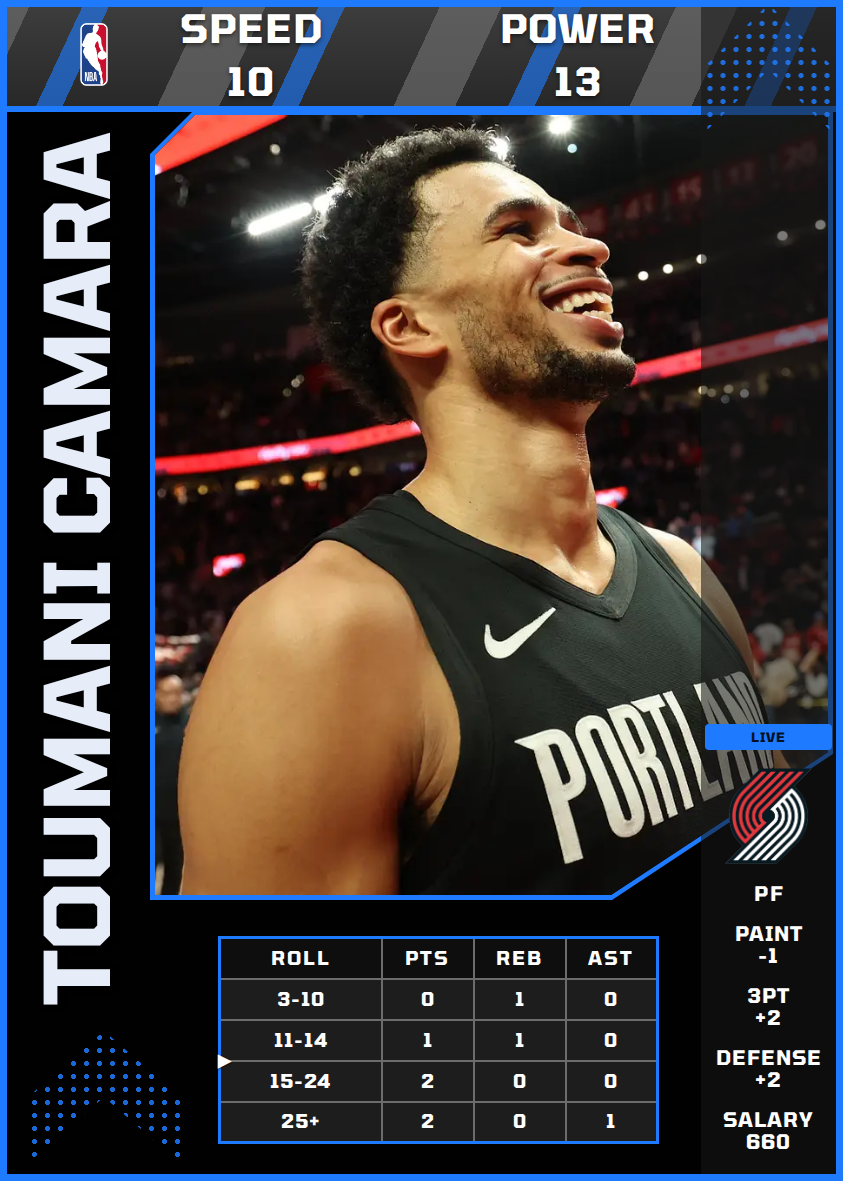 SPEED
10
POWER
13
NBA
TOUMANI CAMARA
PORTLAND
LIVE
PF
PAINT
-1
3PT
+2
DEFENSE
+2
SALARY
660
ROLL PTS REB AST
3-10 0 1 0
11-14 1 1 0
15-24 2 0 0
25+ 2 0 1